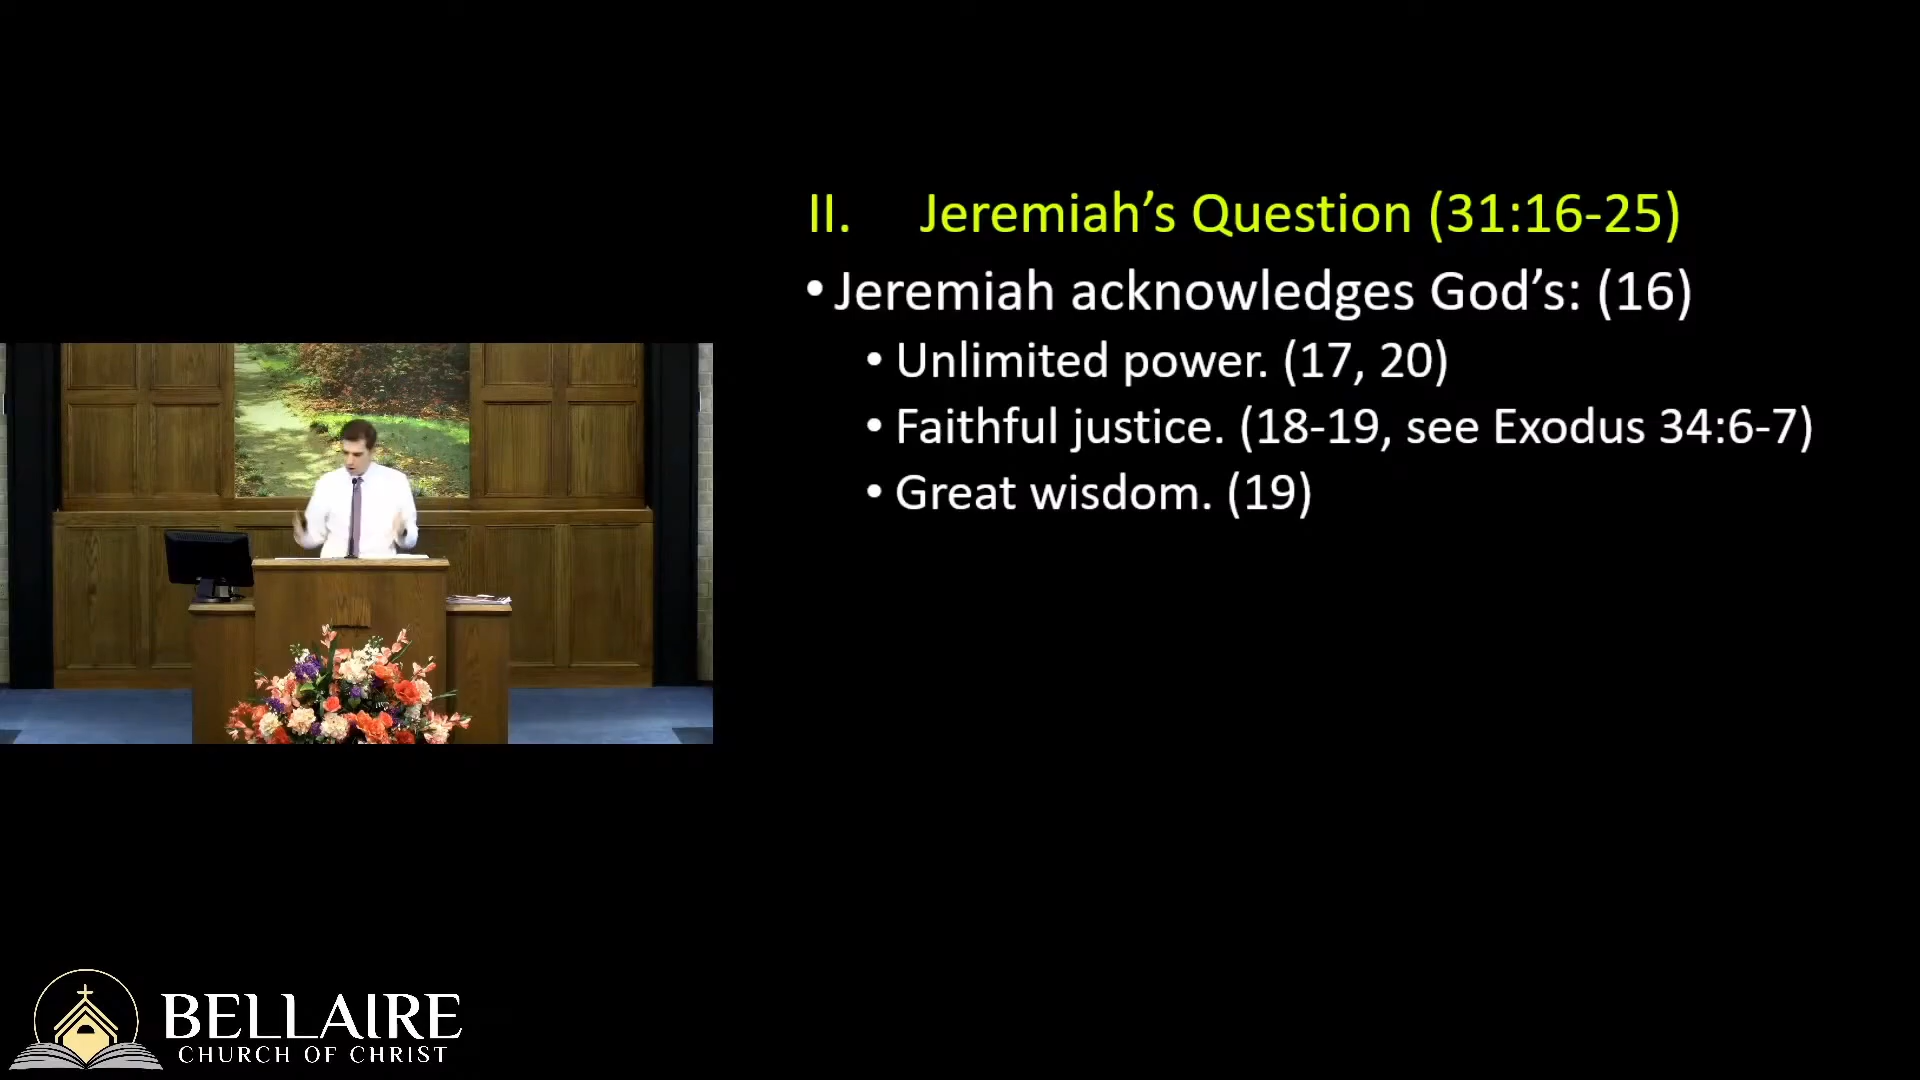 II. Jeremiah’s Question (31:16-25)
• Jeremiah acknowledges God’s: (16)
• Unlimited power. (17, 20)
• Faithful justice. (18-19, see Exodus 34:6-7)
• Great wisdom. (19)
BELLAIRE
CHURCH OF CHRIST